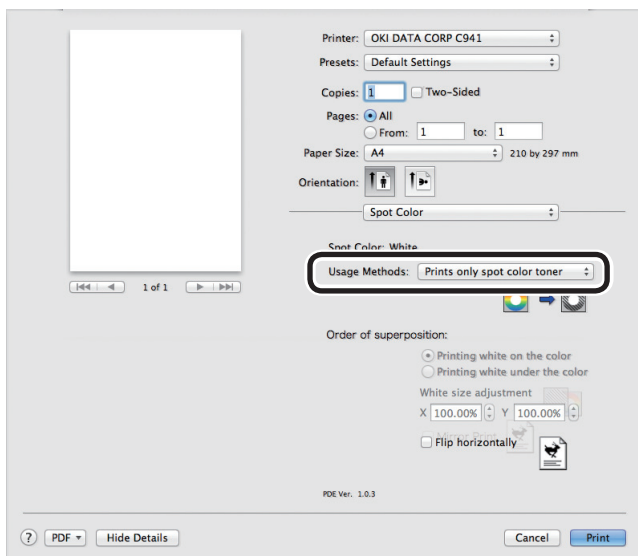 Printer: OKI DATA CORP C941
Presets: Default Settings
Copies: 1 Two-Sided
Pages: All
From: 1 to: 1
Paper Size: A4 210 by 297 mm
Orientation:
Spot Color
Spot Color: White
Usage Methods: Prints only spot color toner
1 of 1
Order of superposition:
Printing white on the color
Printing white under the color
White size adjustment
X 100.00% Y 100.00%
Mirror Print
Flip horizontally
PDE Ver. 1.0.3
? PDF Hide Details Cancel Print